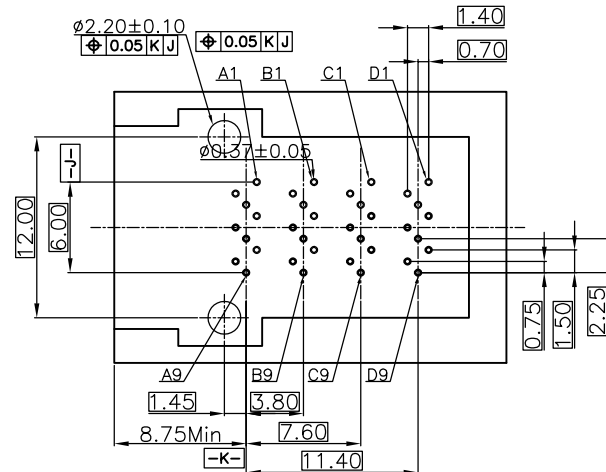 1.40
ø2.20±0.10
⌖ 0.05 K J
⌖ 0.05 K J
0.70
A1
B1
C1
D1
ø0.37±0.05
-J-
12.00
6.00
0.75
1.50
2.25
A9
B9
C9
D9
1.45
3.80
8.75Min
7.60
-K-
11.40